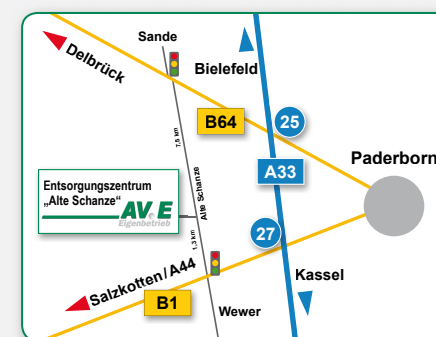 Sande
Delbrück
Bielefeld
B64
25
7,5 km
Paderborn
A33
Entsorgungszentrum
„Alte Schanze“
AV.E
Eigenbetrieb
Alte Schanze
27
1,3 km
Salzkotten/A44
Kassel
B1
Wewer